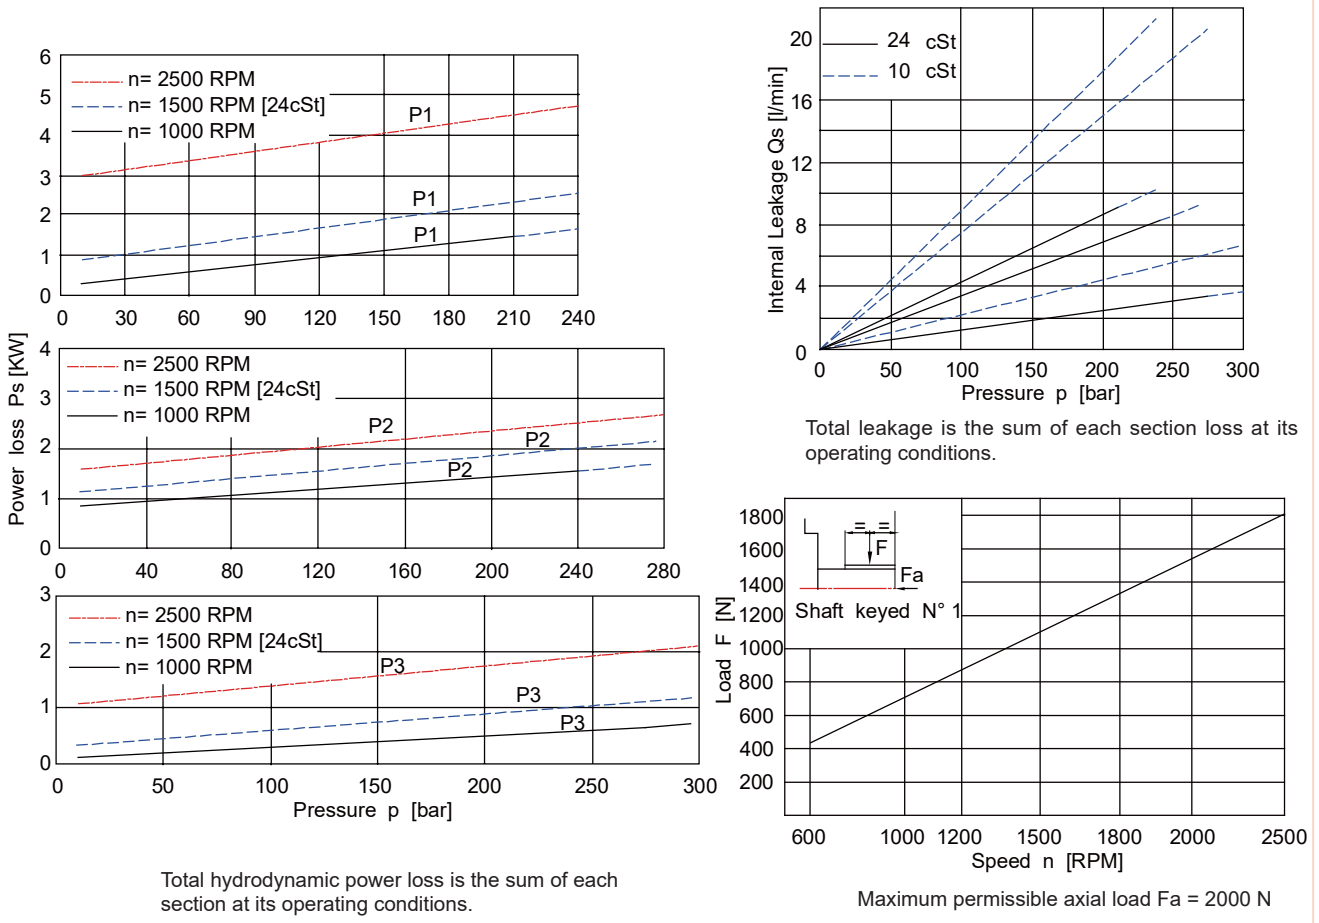 Power loss Ps [KW]
6
5
4
3
2
1
0
n= 2500 RPM
n= 1500 RPM [24cSt]
n= 1000 RPM
P1
P1
P1
0 30 60 90 120 150 180 210 240
4
3
2
1
0
n= 2500 RPM
n= 1500 RPM [24cSt]
n= 1000 RPM
P2
P2
P2
0 40 80 120 160 200 240 280
3
2
1
0
n= 2500 RPM
n= 1500 RPM [24cSt]
n= 1000 RPM
P3
P3
P3
0 50 100 150 200 250 300
Pressure p [bar]
Total hydrodynamic power loss is the sum of each
section at its operating conditions.
Internal Leakage Qs [l/min]
20
16
12
8
4
0
24 cSt
10 cSt
0 50 100 150 200 250 300
Pressure p [bar]
Total leakage is the sum of each section loss at its
operating conditions.
Load F [N]
1800
1600
1400
1200
1000
800
600
400
200
= =
F
Fa
Shaft keyed N° 1
600 1000 1200 1500 1800 2000 2500
Speed n [RPM]
Maximum permissible axial load Fa = 2000 N